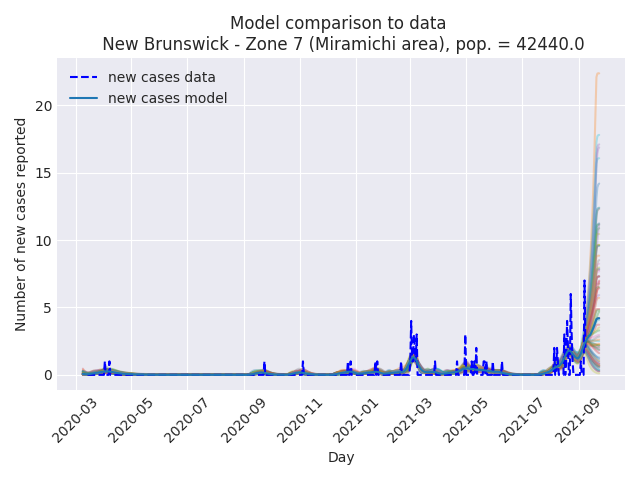 Model comparison to data
New Brunswick - Zone 7 (Miramichi area), pop. = 42440.0
new cases data
new cases model
Number of new cases reported
20
15
10
5
0
2020-03
2020-05
2020-07
2020-09
2020-11
2021-01
2021-03
2021-05
2021-07
2021-09
Day